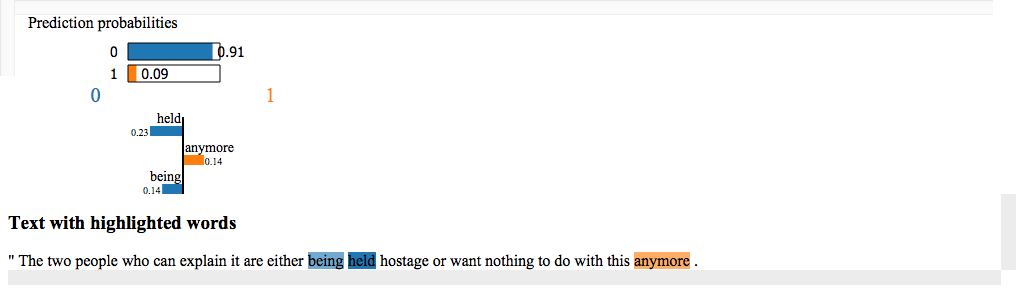 Prediction probabilities
0 0.91
1 0.09
0 1
held
0.23
anymore
0.14
being
0.14
Text with highlighted words
" The two people who can explain it are either being held hostage or want nothing to do with this anymore .